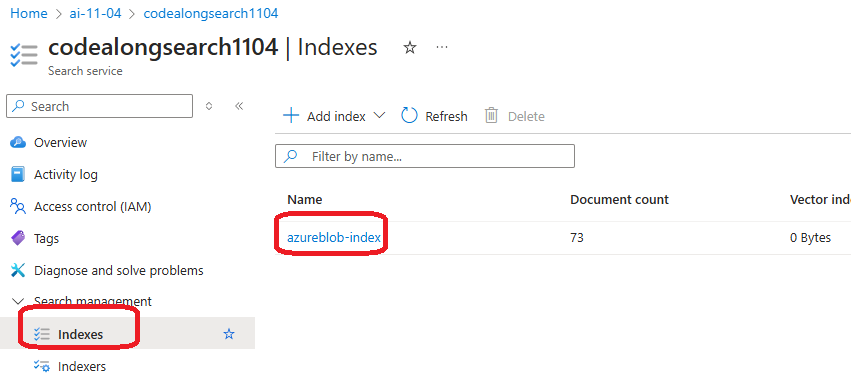 Home > ai-11-04 > codealongsearch1104
codealongsearch1104 | Indexes
Search service
Search
Add index
Refresh
Delete
Filter by name...
Overview
Activity log
Access control (IAM)
Tags
Diagnose and solve problems
Search management
Indexes
Indexers
Name Document count Vector inde
azureblob-index 73 0 Bytes